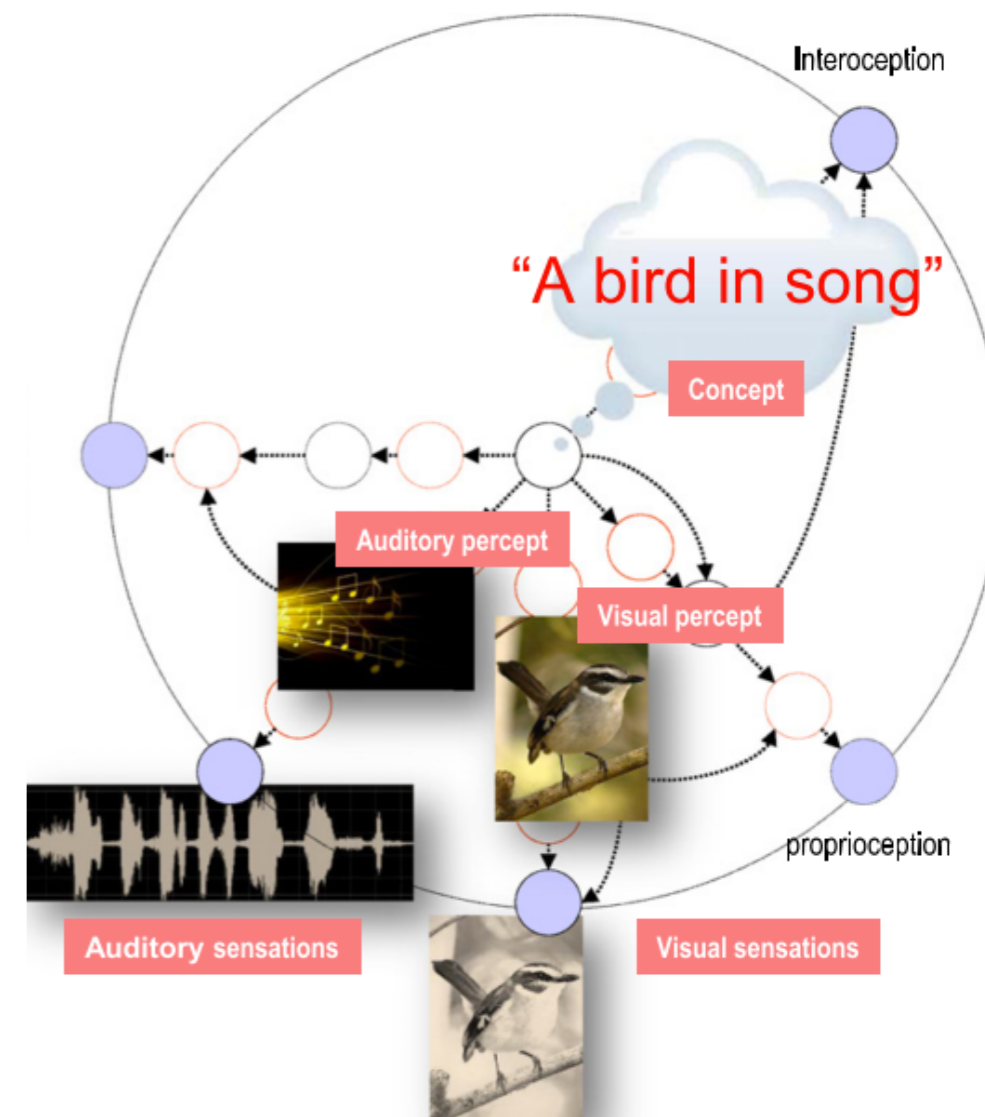 Interoception
“A bird in song”
Concept
Auditory percept
Visual percept
proprioception
Auditory sensations
Visual sensations